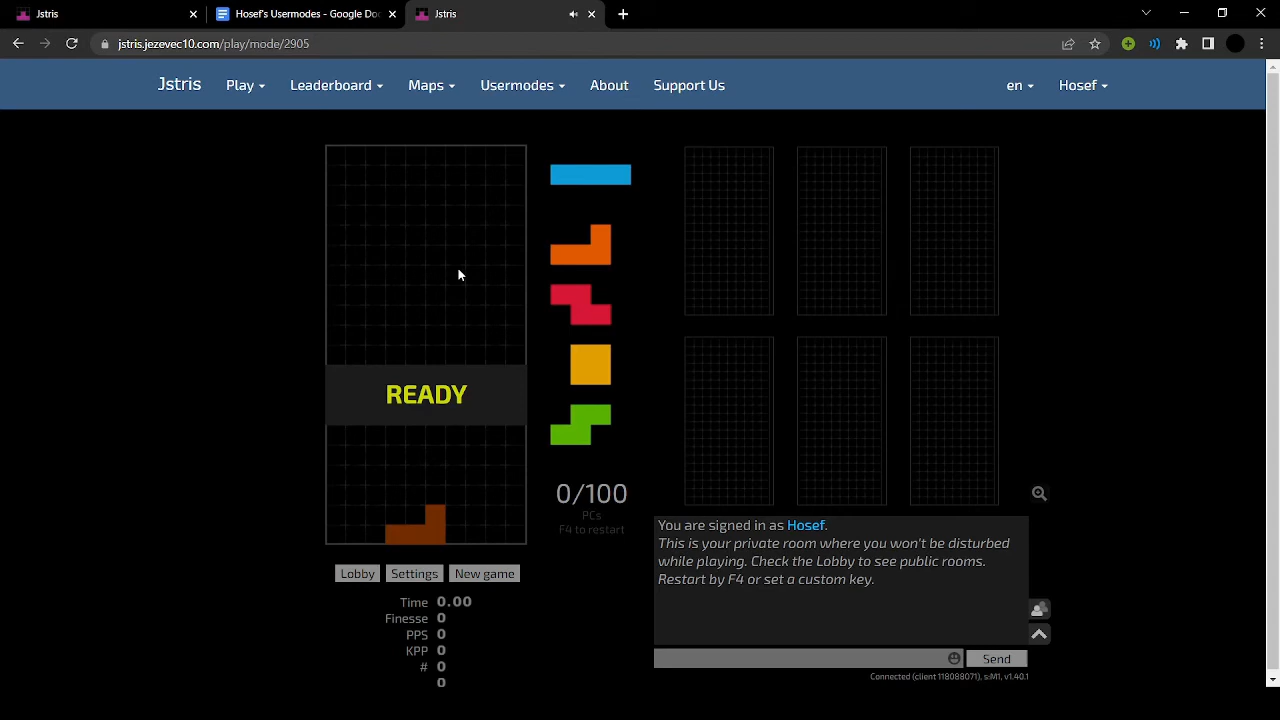 Jstris
Hosef's Usermodes - Google Doc
Jstris
jstris.jezevec10.com/play/mode/2905
Jstris Play Leaderboard Maps Usermodes About Support Us en Hosef
READY
0/100
PCs
F4 to restart
Lobby Settings New game
Time 0.00
Finesse 0
PPS 0
KPP 0
# 0
0
You are signed in as Hosef.
This is your private room where you won't be disturbed
while playing. Check the Lobby to see public rooms.
Restart by F4 or set a custom key.
Send
Connected (client 118088071), s:M1, v1.40.1